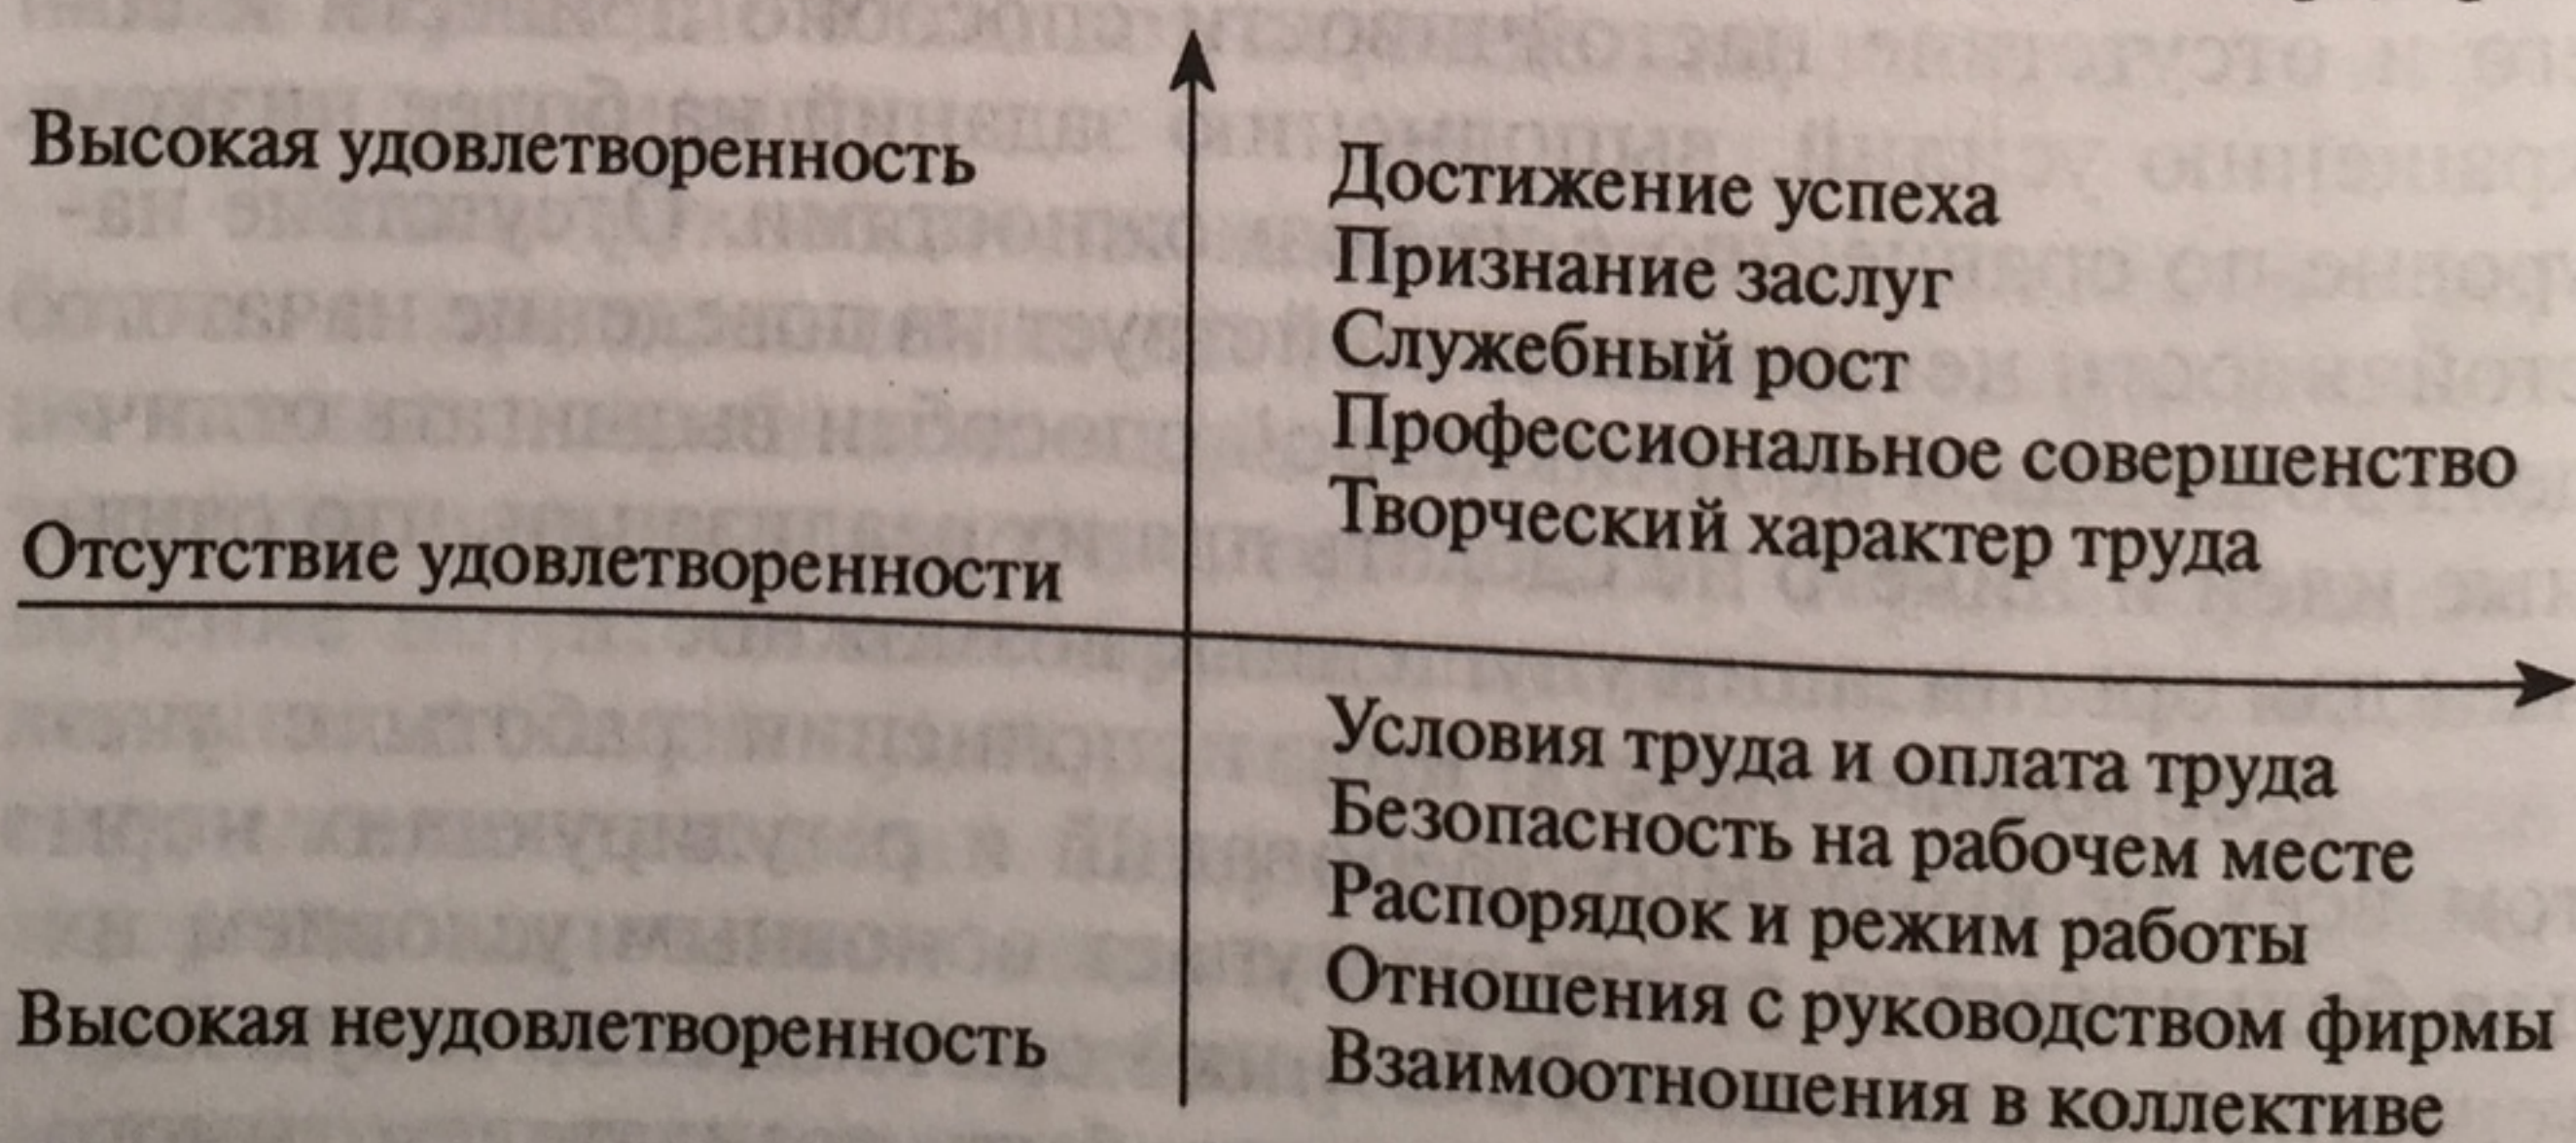 Высокая удовлетворенность
Достижение успеха
Признание заслуг
Служебный рост
Профессиональное совершенство
Творческий характер труда
Отсутствие удовлетворенности
Условия труда и оплата труда
Безопасность на рабочем месте
Распорядок и режим работы
Отношения с руководством фирмы
Взаимоотношения в коллективе
Высокая неудовлетворенность